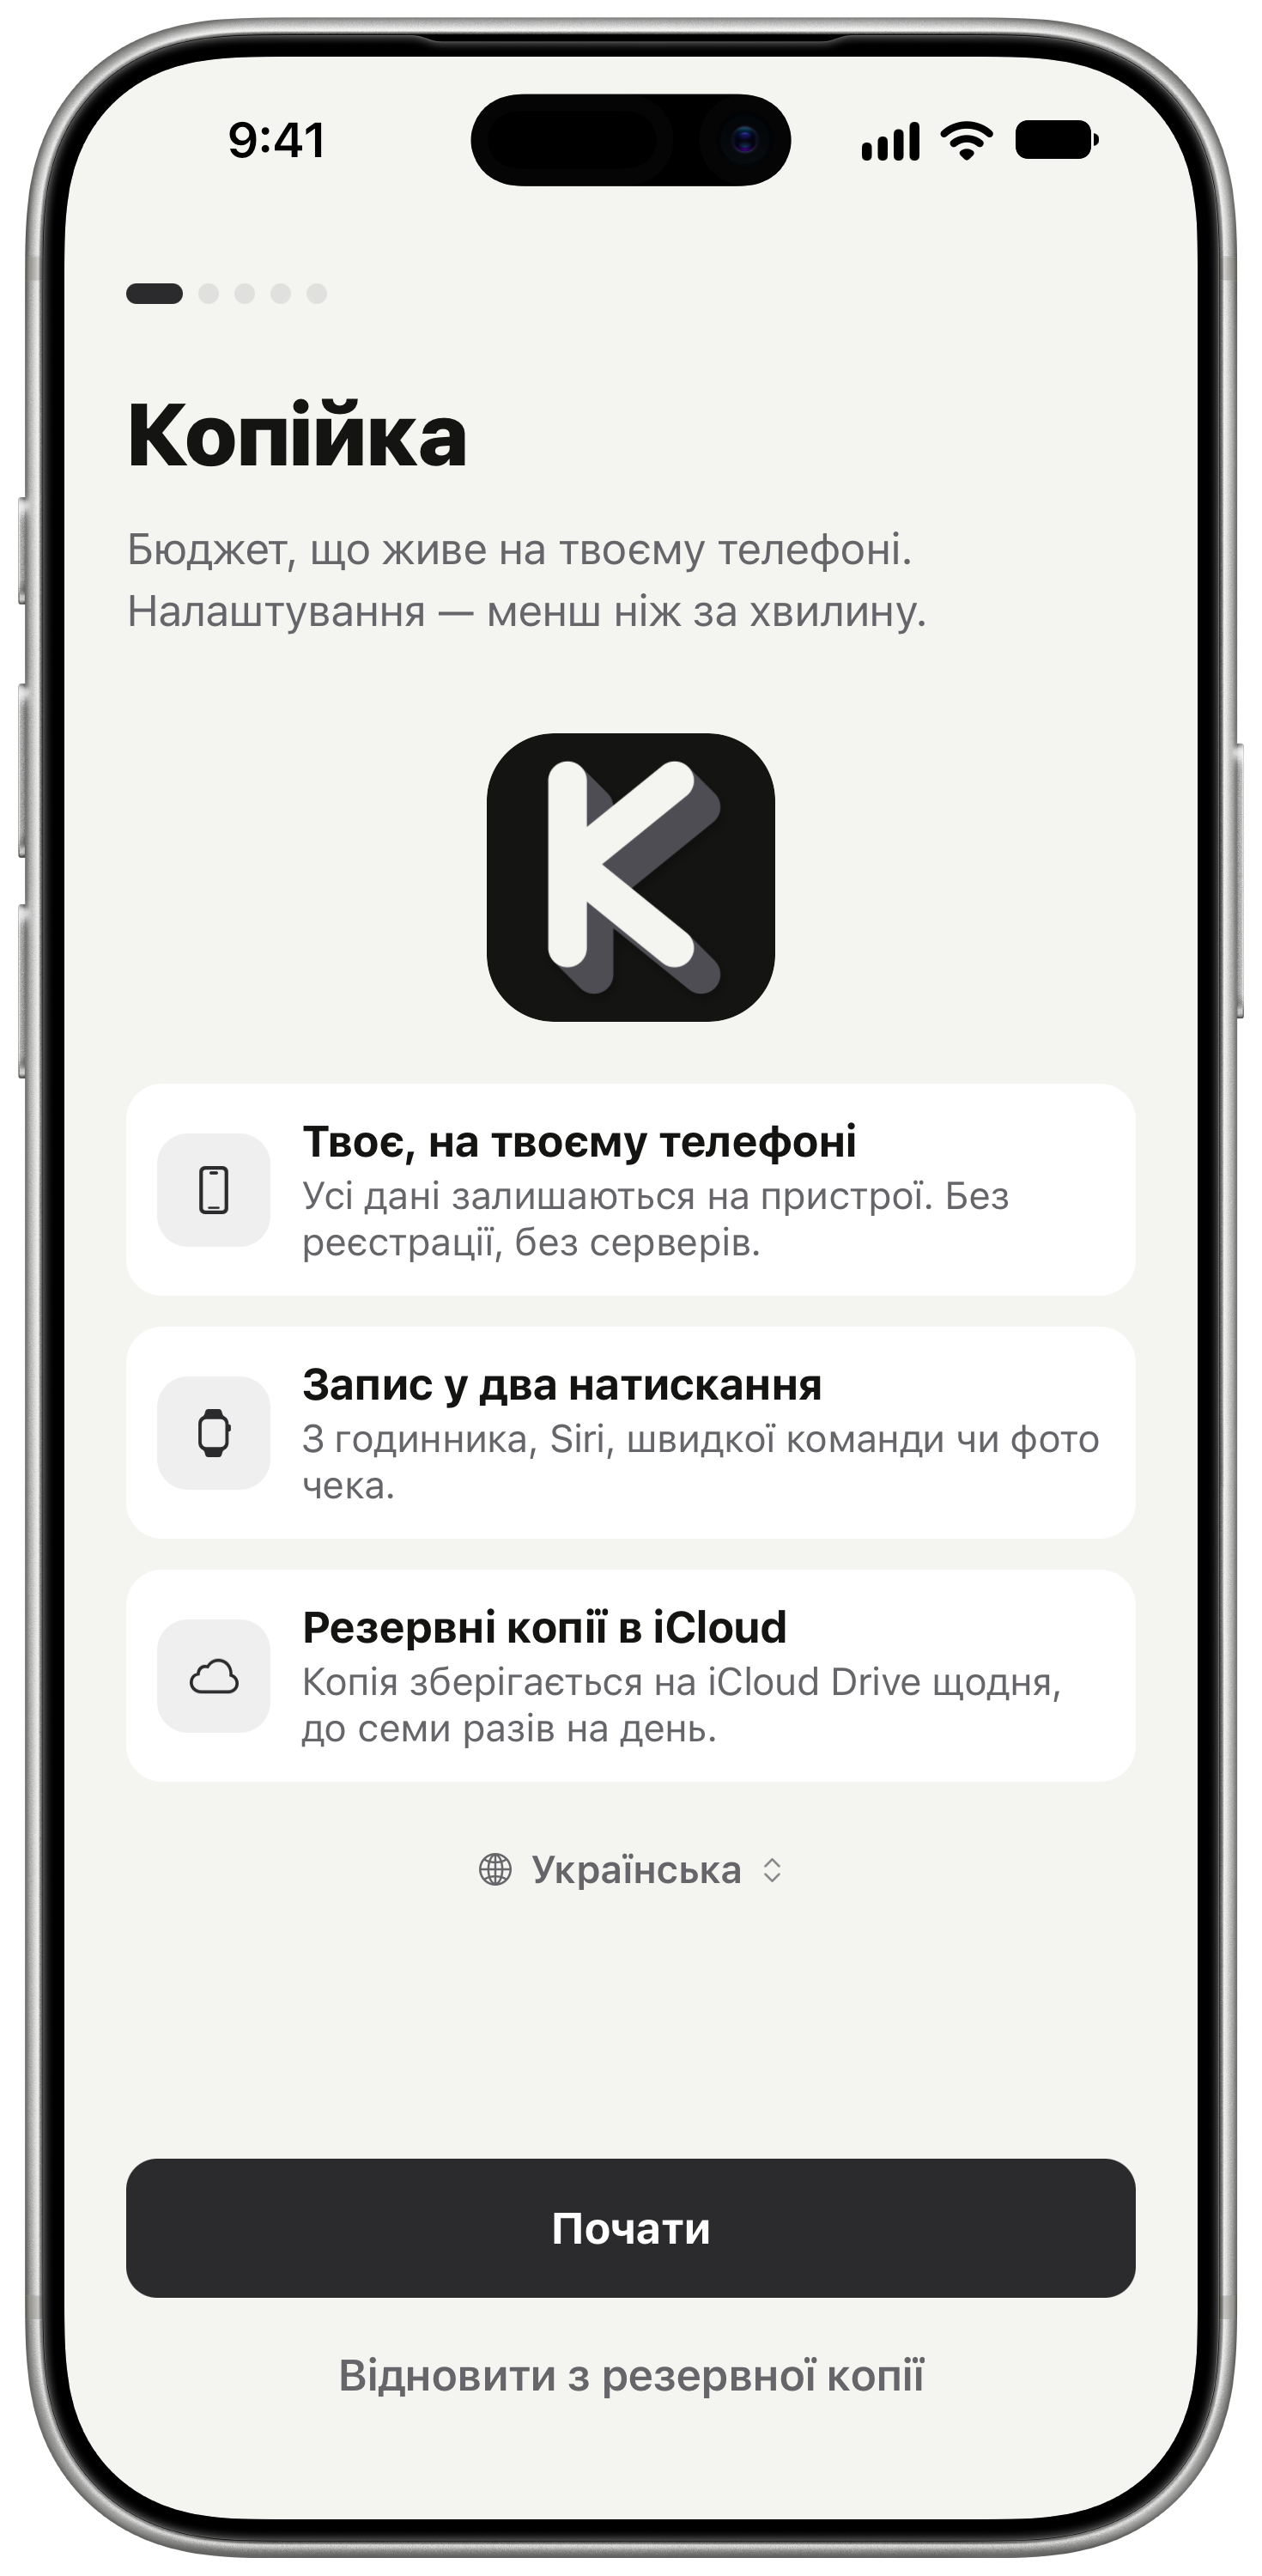 9:41
Копійка
Бюджет, що живе на твоєму телефоні.
Налаштування — менш ніж за хвилину.
K
Твоє, на твоєму телефоні
Усі дані залишаються на пристрої. Без
реєстрації, без серверів.
Запис у два натискання
З годинника, Siri, швидкої команди чи фото
чека.
Резервні копії в iCloud
Копія зберігається на iCloud Drive щодня,
до семи разів на день.
Українська
Почати
Відновити з резервної копії